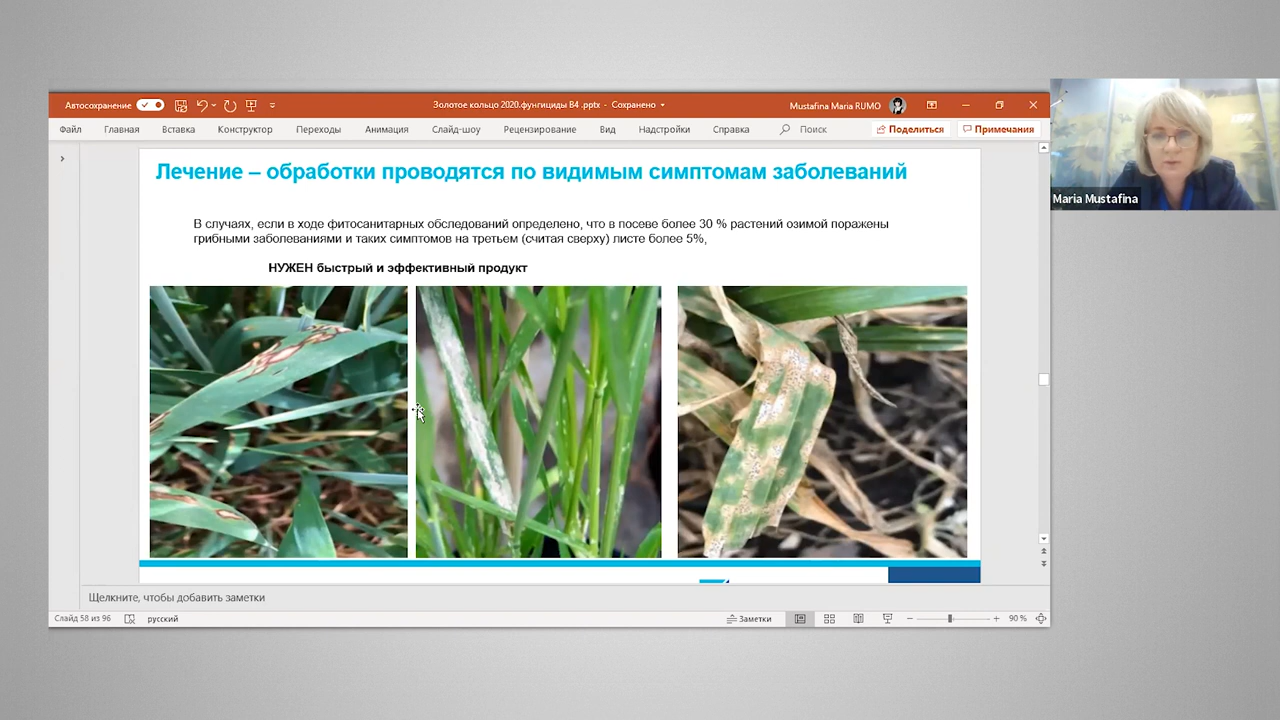 Автосохранение
Золотое кольцо 2020.фунгициды В4 .pptx - Сохранено
Mustafina Maria RUMO
Файл Главная Вставка Конструктор Переходы Анимация Слайд-шоу Рецензирование Вид Надстройки Справка Поиск Поделиться Примечания
Лечение – обработки проводятся по видимым симптомам заболеваний
В случаях, если в ходе фитосанитарных обследований определено, что в посеве более 30 % растений озимой поражены
грибными заболеваниями и таких симптомов на третьем (считая сверху) листе более 5%,
НУЖЕН быстрый и эффективный продукт
Maria Mustafina
Щелкните, чтобы добавить заметки
Слайд 58 из 96 русский Заметки 90 %